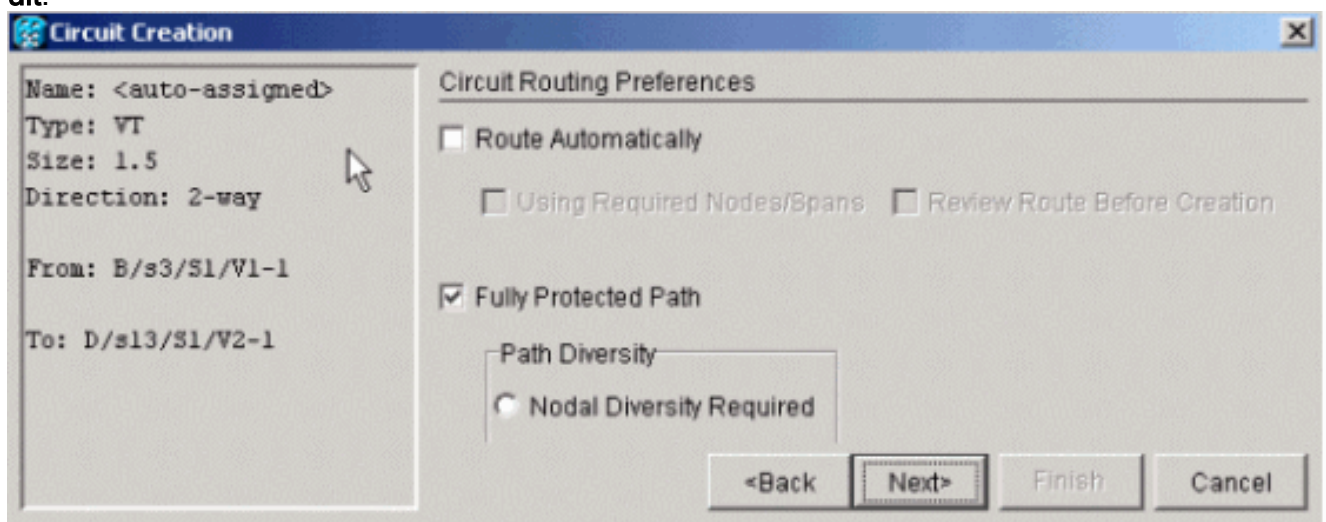 uit.
Circuit Creation
Name: <auto-assigned>
Type: VT
Size: 1.5
Direction: 2-way
From: B/s3/S1/V1-1
To: D/s13/S1/V2-1
Circuit Routing Preferences
Route Automatically
Using Required Nodes/Spans Review Route Before Creation
Fully Protected Path
Path Diversity
Nodal Diversity Required
<Back Next> Finish Cancel